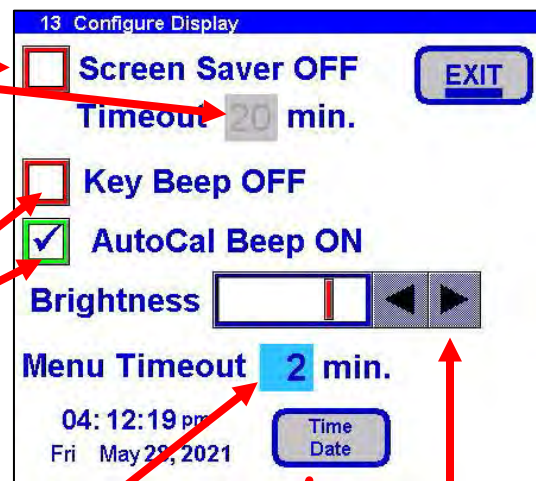 13 Configure Display
Screen Saver OFF
EXIT
Timeout 20 min.
Key Beep OFF
AutoCal Beep ON
Brightness
Menu Timeout 2 min.
04: 12:19 pm
Time
Date
Fri May 28, 2021